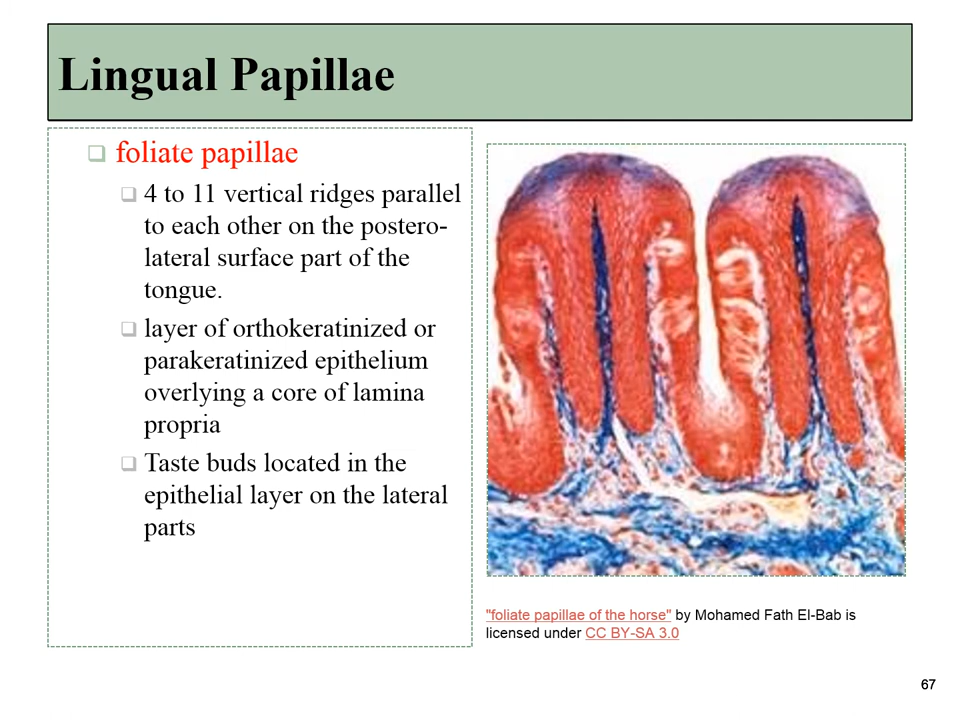 Lingual Papillae
foliate papillae
4 to 11 vertical ridges parallel
to each other on the postero-
lateral surface part of the
tongue.
layer of orthokeratinized or
parakeratinized epithelium
overlying a core of lamina
propria
Taste buds located in the
epithelial layer on the lateral
parts
"foliate papillae of the horse" by Mohamed Fath El-Bab is
licensed under CC BY-SA 3.0
67